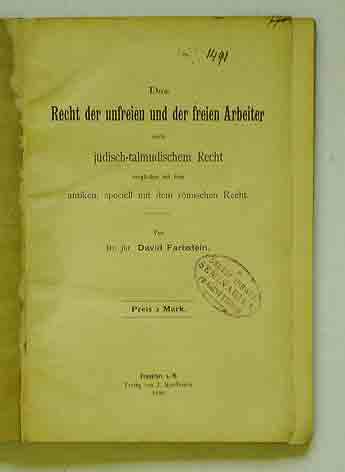 1491
Das
Recht der unfreien und der freien Arbeiter
nach
jüdisch-talmudischem Recht
verglichen mit dem
antiken, speciell mit dem römischen Recht.
Von
Dr. jur. David Farbstein.
Preis 2 Mark.
Frankfurt a. M.
Verlag von J. Kauffmann